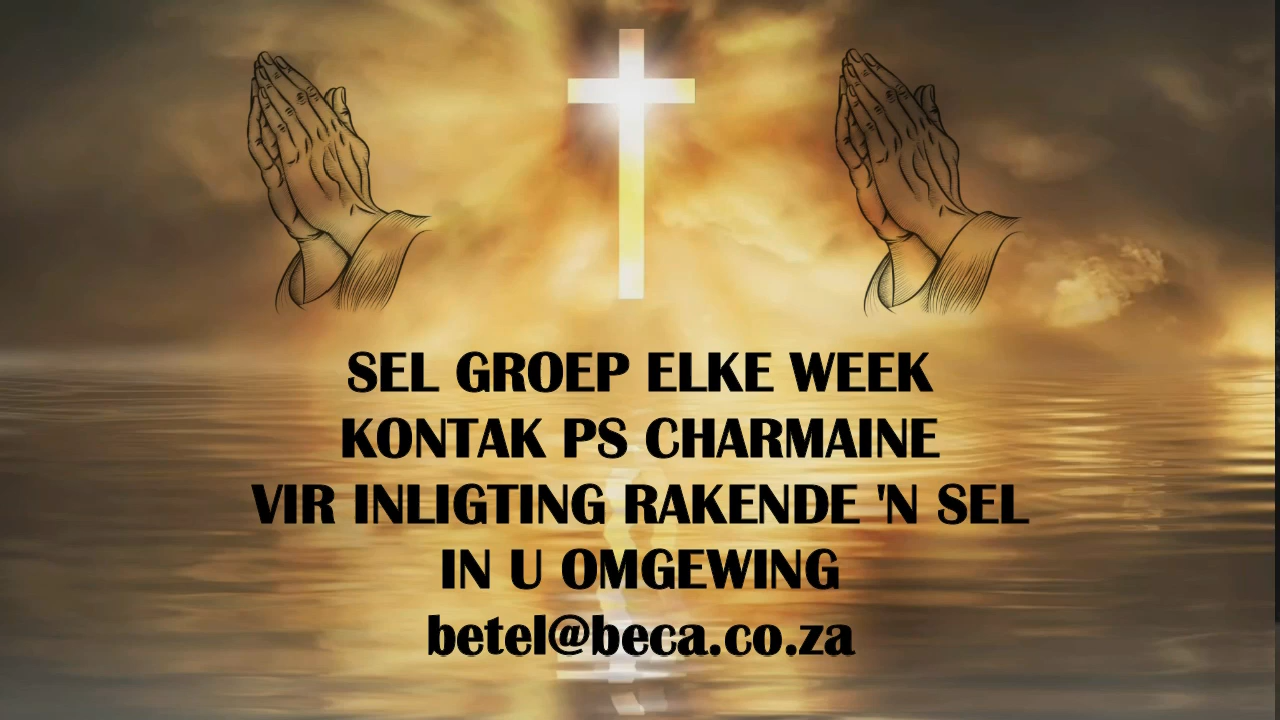 SEL GROEP ELKE WEEK
KONTAK PS CHARMAINE
VIR INLIGTING RAKENDE 'N SEL
IN U OMGEWING
betel@beca.co.za